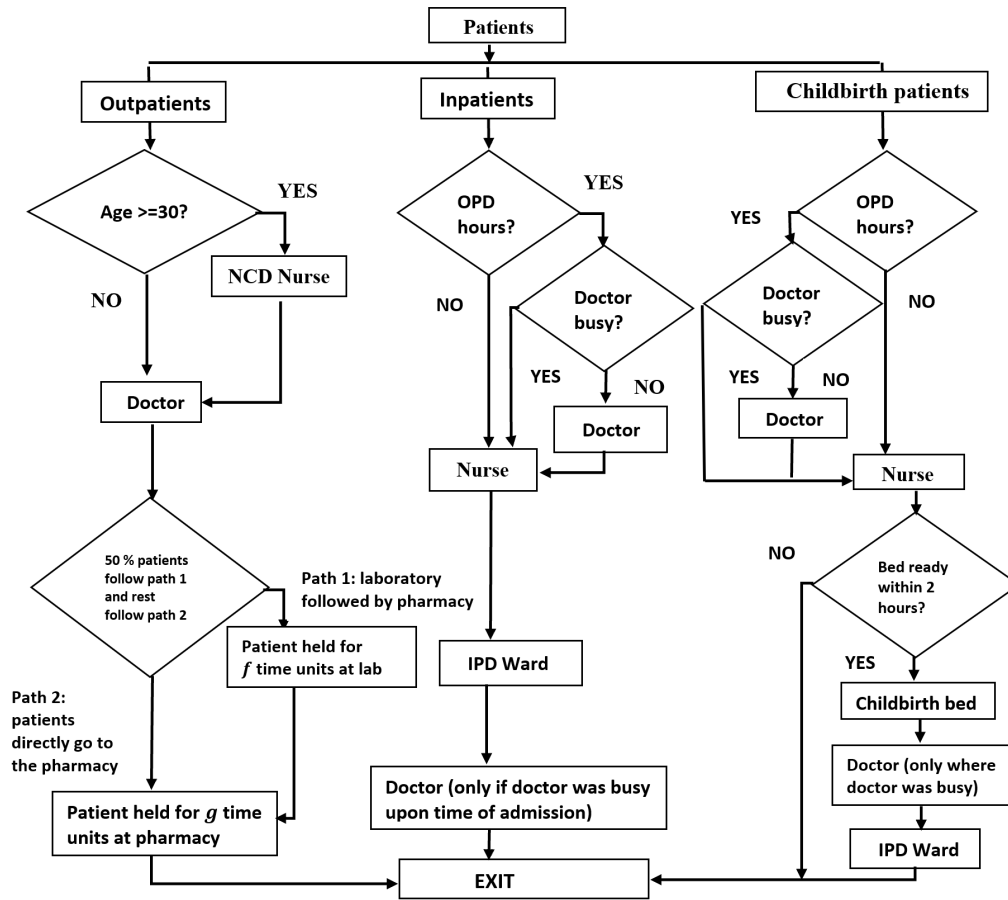 Patients
Outpatients
Inpatients
Childbirth patients
Age >=30?
YES
NO
NCD Nurse
Doctor
50 % patients
follow path 1
and rest
follow path 2
Path 1: laboratory
followed by pharmacy
Patient held for
f time units at lab
Path 2:
patients
directly go to
the pharmacy
Patient held for g time
units at pharmacy
OPD
hours?
YES
NO
Doctor
busy?
YES
NO
Doctor
Nurse
IPD Ward
Doctor (only if doctor was busy
upon time of admission)
EXIT
OPD
hours?
YES
NO
Doctor
busy?
YES
NO
Doctor
Nurse
Bed ready
within 2
hours?
NO
YES
Childbirth bed
Doctor (only where
doctor was busy)
IPD Ward